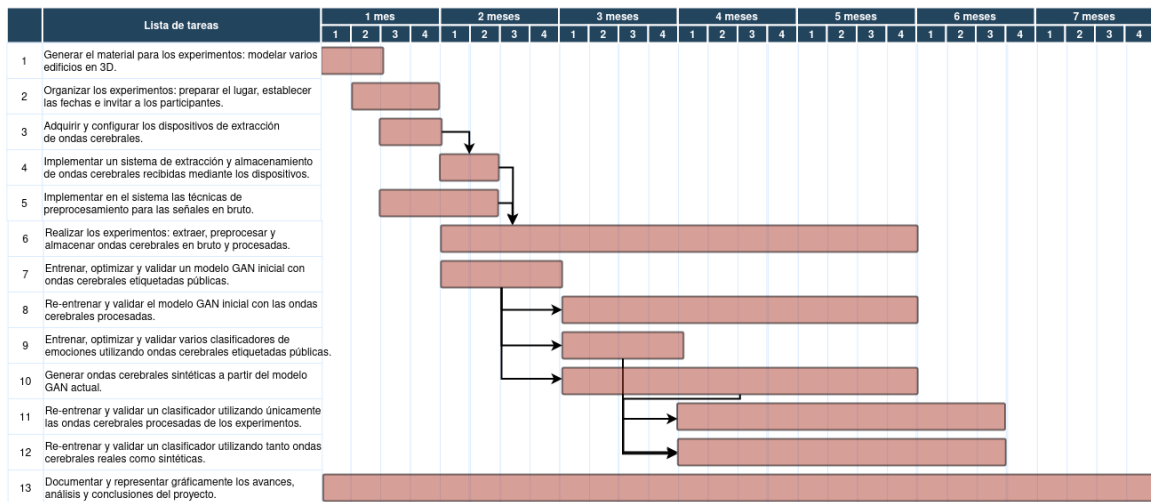 Lista de tareas
1 mes 2 meses 3 meses 4 meses 5 meses 6 meses 7 meses
1 2 3 4 1 2 3 4 1 2 3 4 1 2 3 4 1 2 3 4 1 2 3 4 1 2 3 4
1 Generar el material para los experimentos: modelar varios
edificios en 3D.
2 Organizar los experimentos: preparar el lugar, establecer
las fechas e invitar a los participantes.
3 Adquirir y configurar los dispositivos de extracción
de ondas cerebrales.
4 Implementar un sistema de extracción y almacenamiento
de ondas cerebrales recibidas mediante los dispositivos.
5 Implementar en el sistema las técnicas de
preprocesamiento para las señales en bruto.
6 Realizar los experimentos: extraer, preprocesar y
almacenar ondas cerebrales en bruto y procesadas.
7 Entrenar, optimizar y validar un modelo GAN inicial con
ondas cerebrales etiquetadas públicas.
8 Re-entrenar y validar el modelo GAN inicial con las ondas
cerebrales procesadas.
9 Entrenar, optimizar y validar varios clasificadores de
emociones utilizando ondas cerebrales etiquetadas públicas.
10 Generar ondas cerebrales sintéticas a partir del modelo
GAN actual.
11 Re-entrenar y validar un clasificador utilizando únicamente
las ondas cerebrales procesadas de los experimentos.
12 Re-entrenar y validar un clasificador utilizando tanto ondas
cerebrales reales como sintéticas.
13 Documentar y representar gráficamente los avances,
análisis y conclusiones del proyecto.